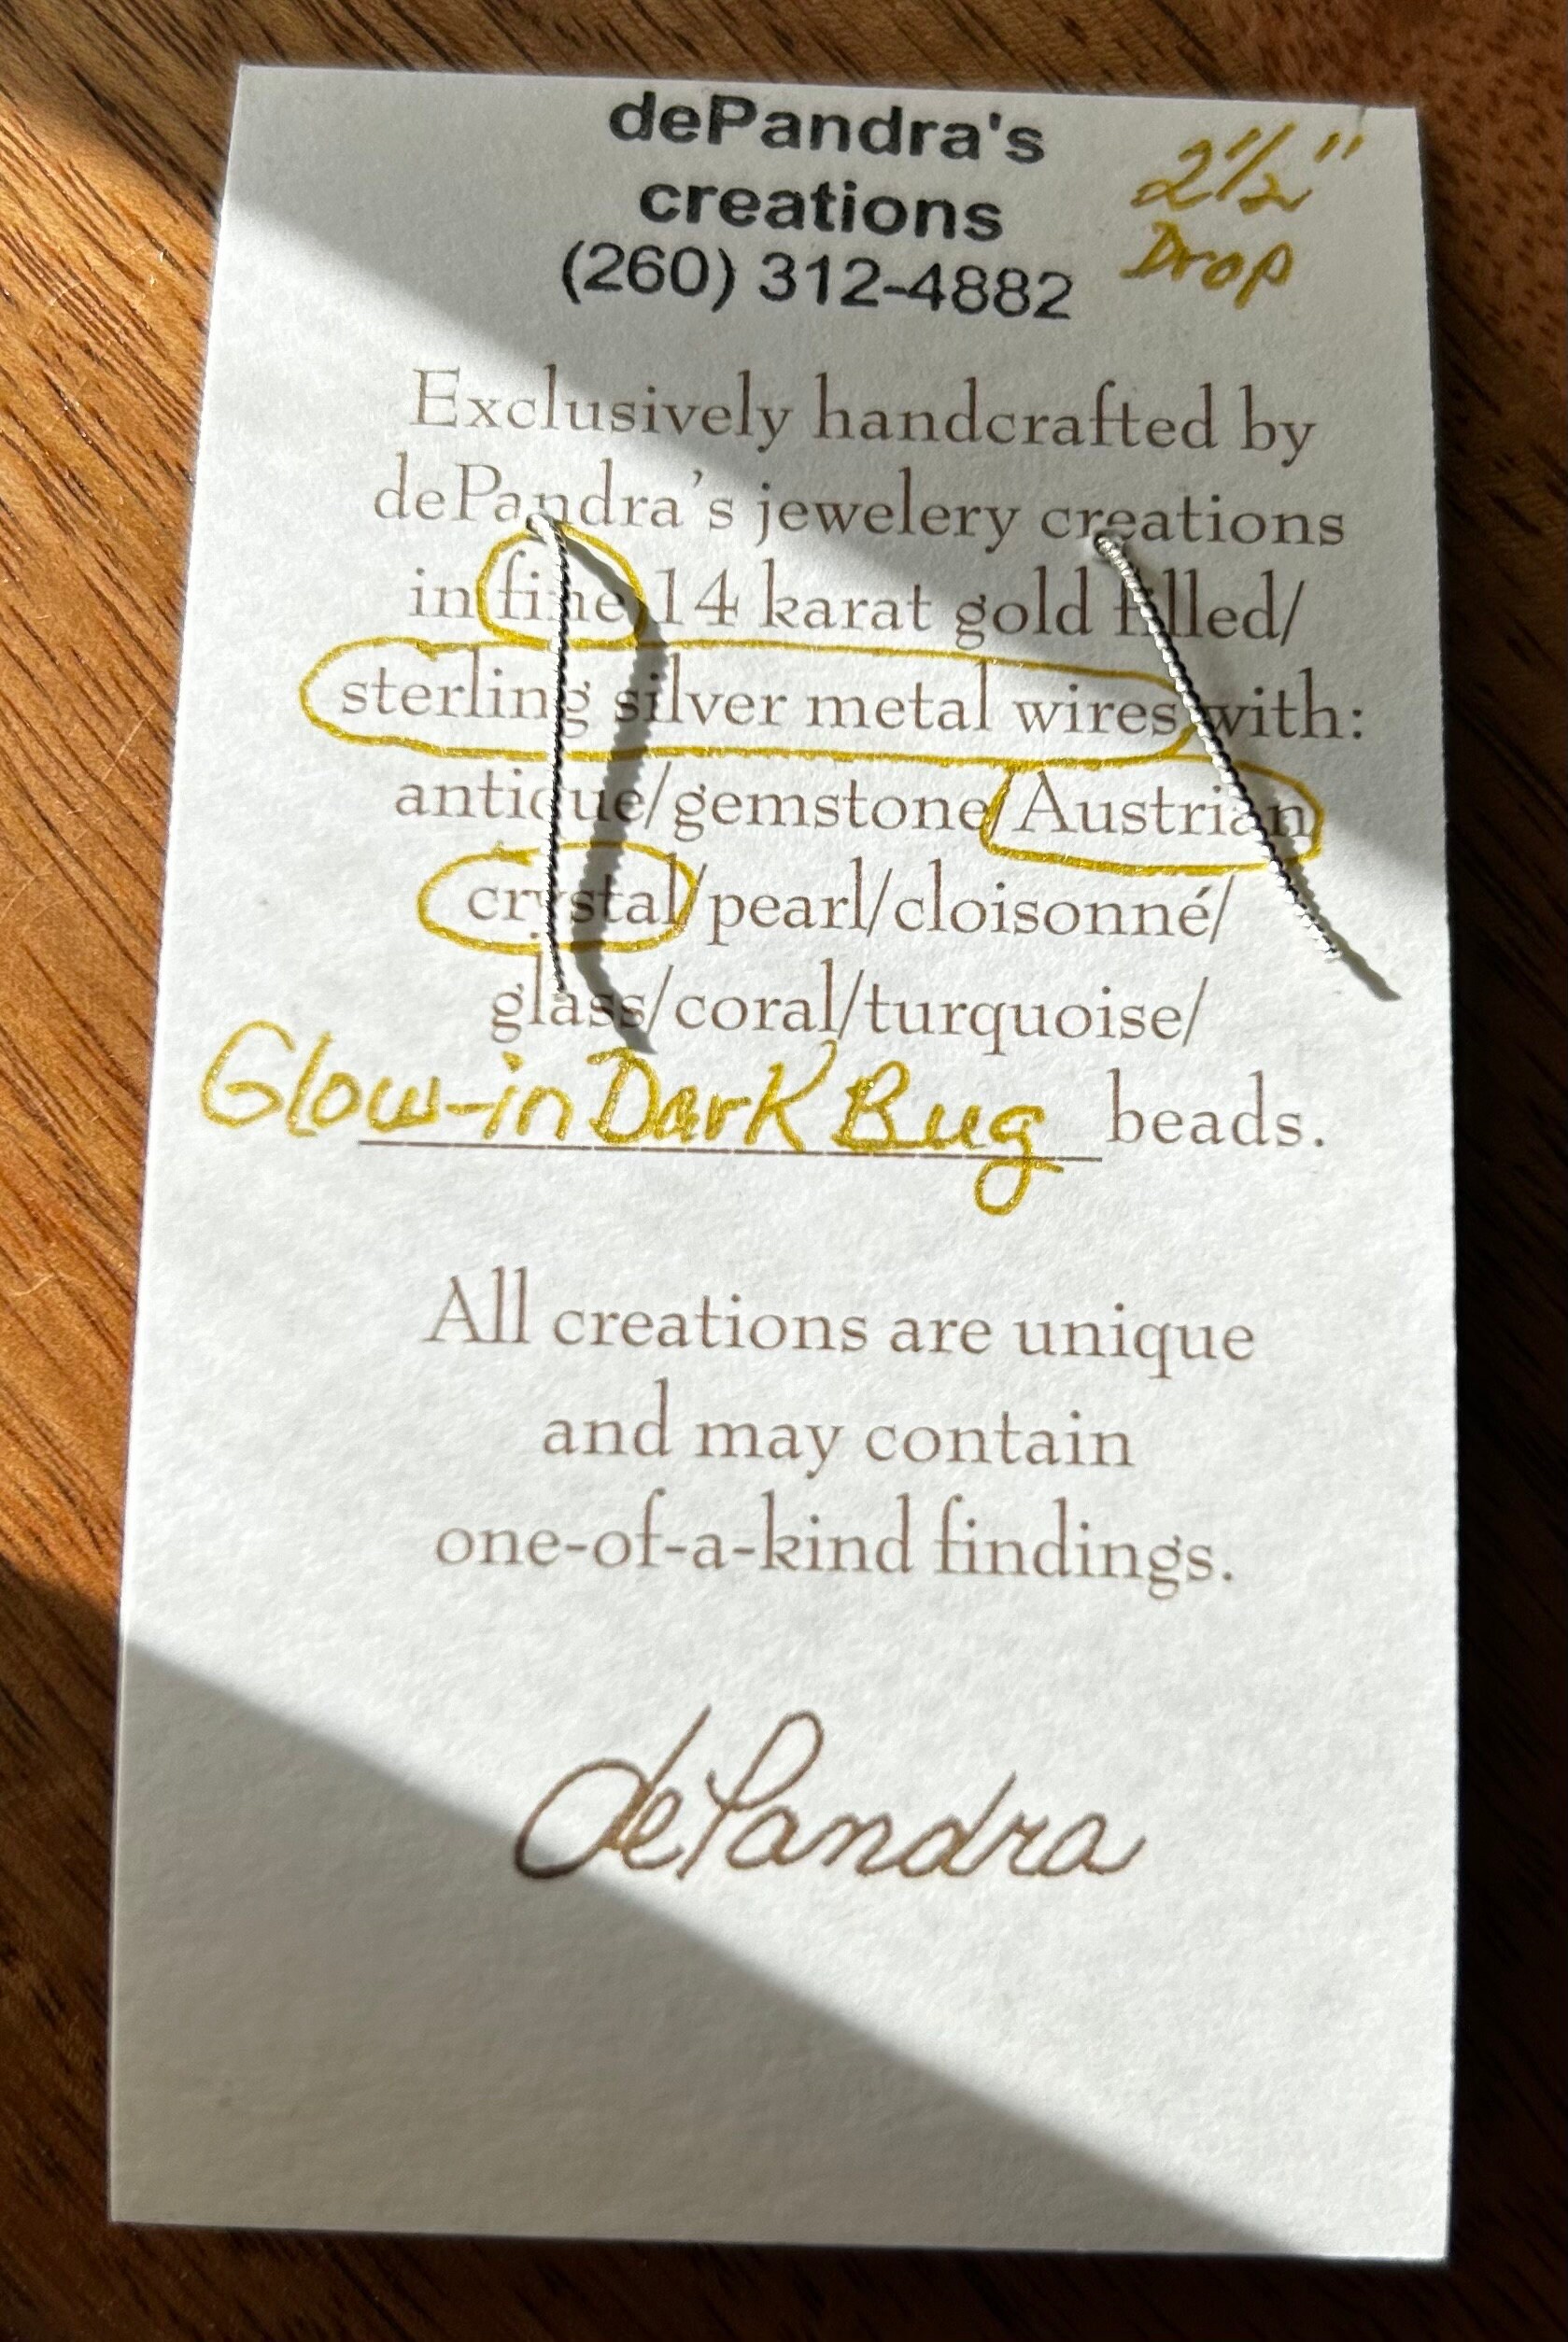 dePandra's
creations
(260) 312-4882
2 1/2"
Drop
Exclusively handcrafted by
dePandra's jewelery creations
in fine 14 karat gold filled/
sterling silver metal wires with:
antique/gemstone/Austrian
crystal/pearl/cloisonné/
glass/coral/turquoise/
Glow-in Dark Bug beads.
All creations are unique
and may contain
one-of-a-kind findings.
dePandra